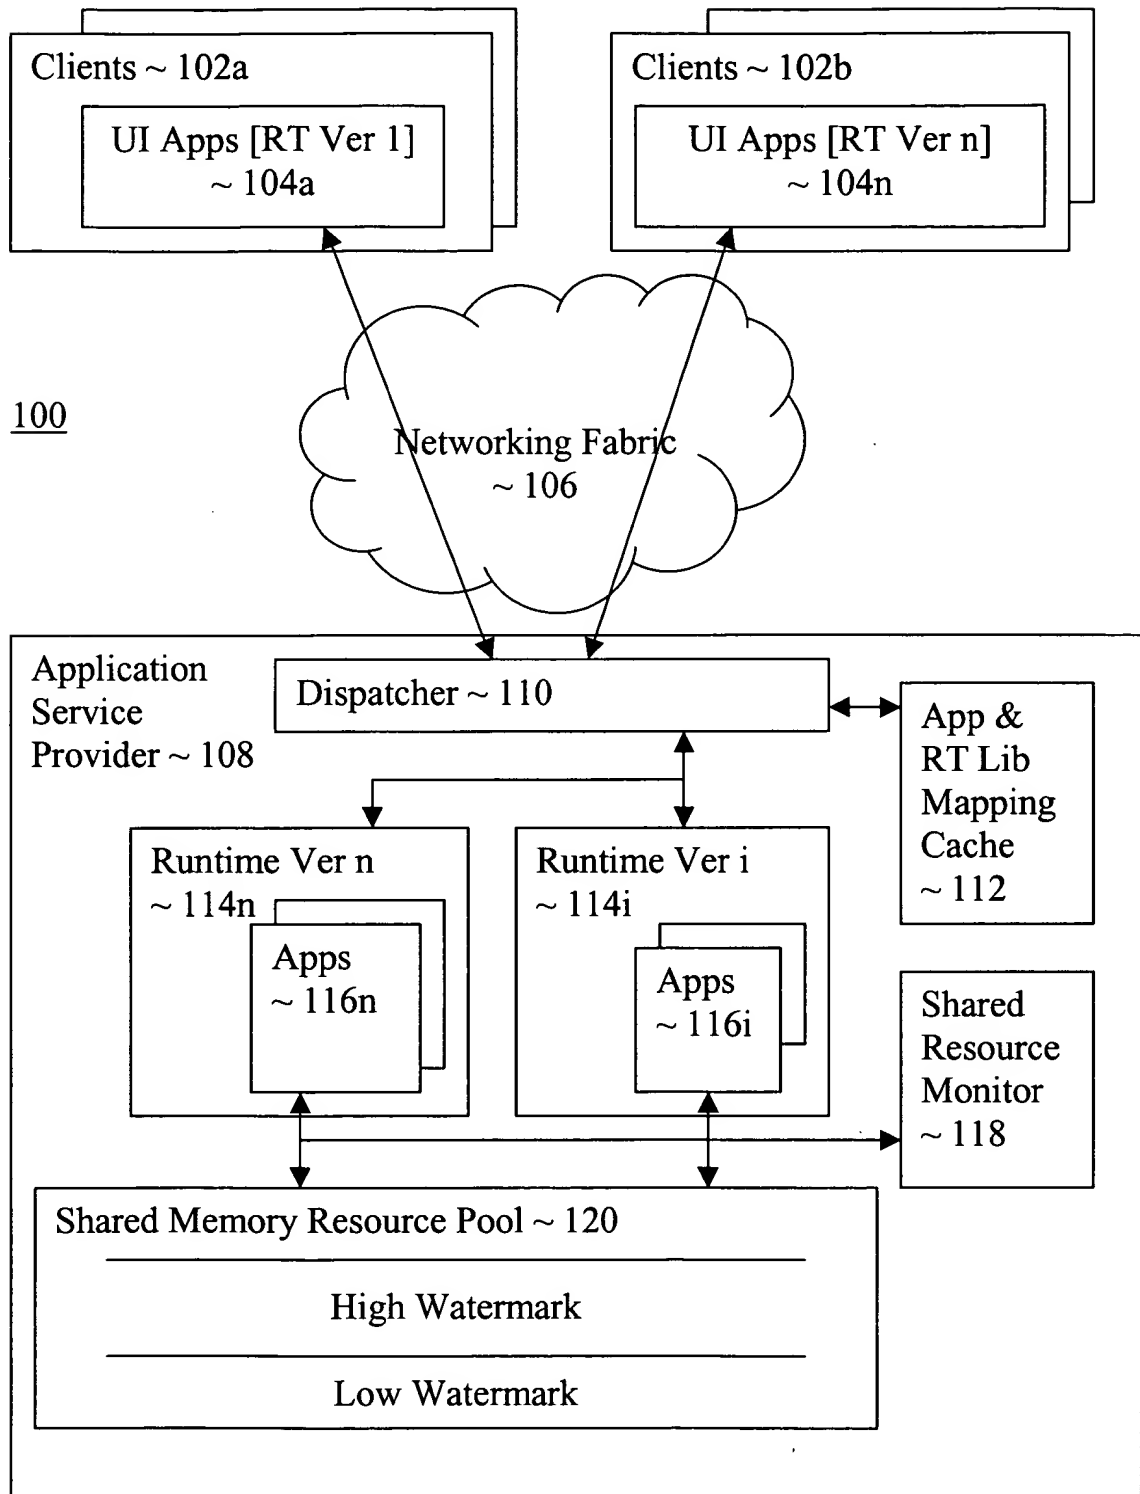 Clients ~ 102a
UI Apps [RT Ver 1]
~ 104a
Clients ~ 102b
UI Apps [RT Ver n]
~ 104n
100
Networking Fabric
~ 106
Application
Service
Provider ~ 108
Dispatcher ~ 110
App &
RT Lib
Mapping
Cache
~ 112
Runtime Ver n
~ 114n
Apps
~ 116n
Runtime Ver i
~ 114i
Apps
~ 116i
Shared
Resource
Monitor
~ 118
Shared Memory Resource Pool ~ 120
High Watermark
Low Watermark